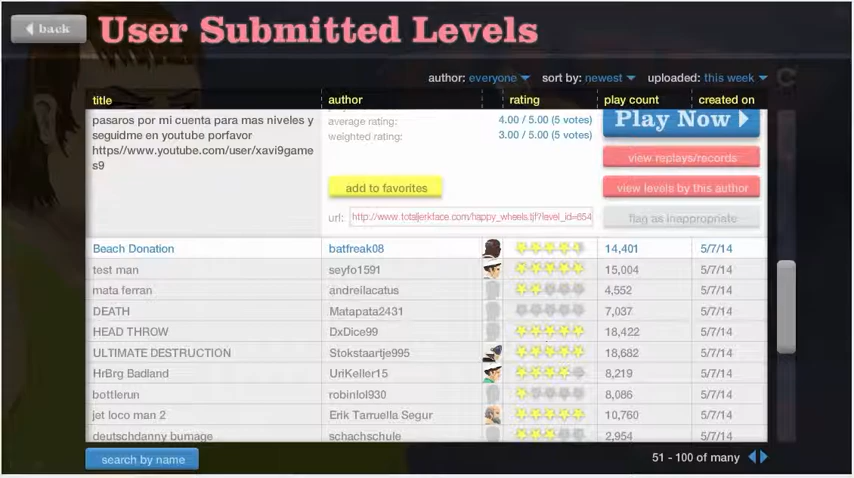 back
User Submitted Levels
author: everyone sort by: newest uploaded: this week
title author rating play count created on
pasaros por mi cuenta para mas niveles y
seguidme en youtube porfavor
https//www.youtube.com/user/xavi9game
s9
average rating: 4.00 / 5.00 (5 votes)
weighted rating: 3.00 / 5.00 (5 votes)
add to favorites
url: http://www.totaljerkface.com/happy_wheels.tjf?level_id=654
Play Now
view replays/records
view levels by this author
flag as inappropriate
Beach Donation batfreak08 14,401 5/7/14
test man seyfo1591 15,004 5/7/14
mata ferran andreilacatus 4,552 5/7/14
DEATH Matapata2431 7,037 5/7/14
HEAD THROW DxDice99 18,422 5/7/14
ULTIMATE DESTRUCTION Stokstaartje995 18,682 5/7/14
HrBrg Badland UriKeller15 8,219 5/7/14
bottlerun robinlol930 8,086 5/7/14
jet loco man 2 Erik Tarruella Segur 10,760 5/7/14
deutschdanny bumage schachschule 2,954 5/7/14
search by name
51 - 100 of many